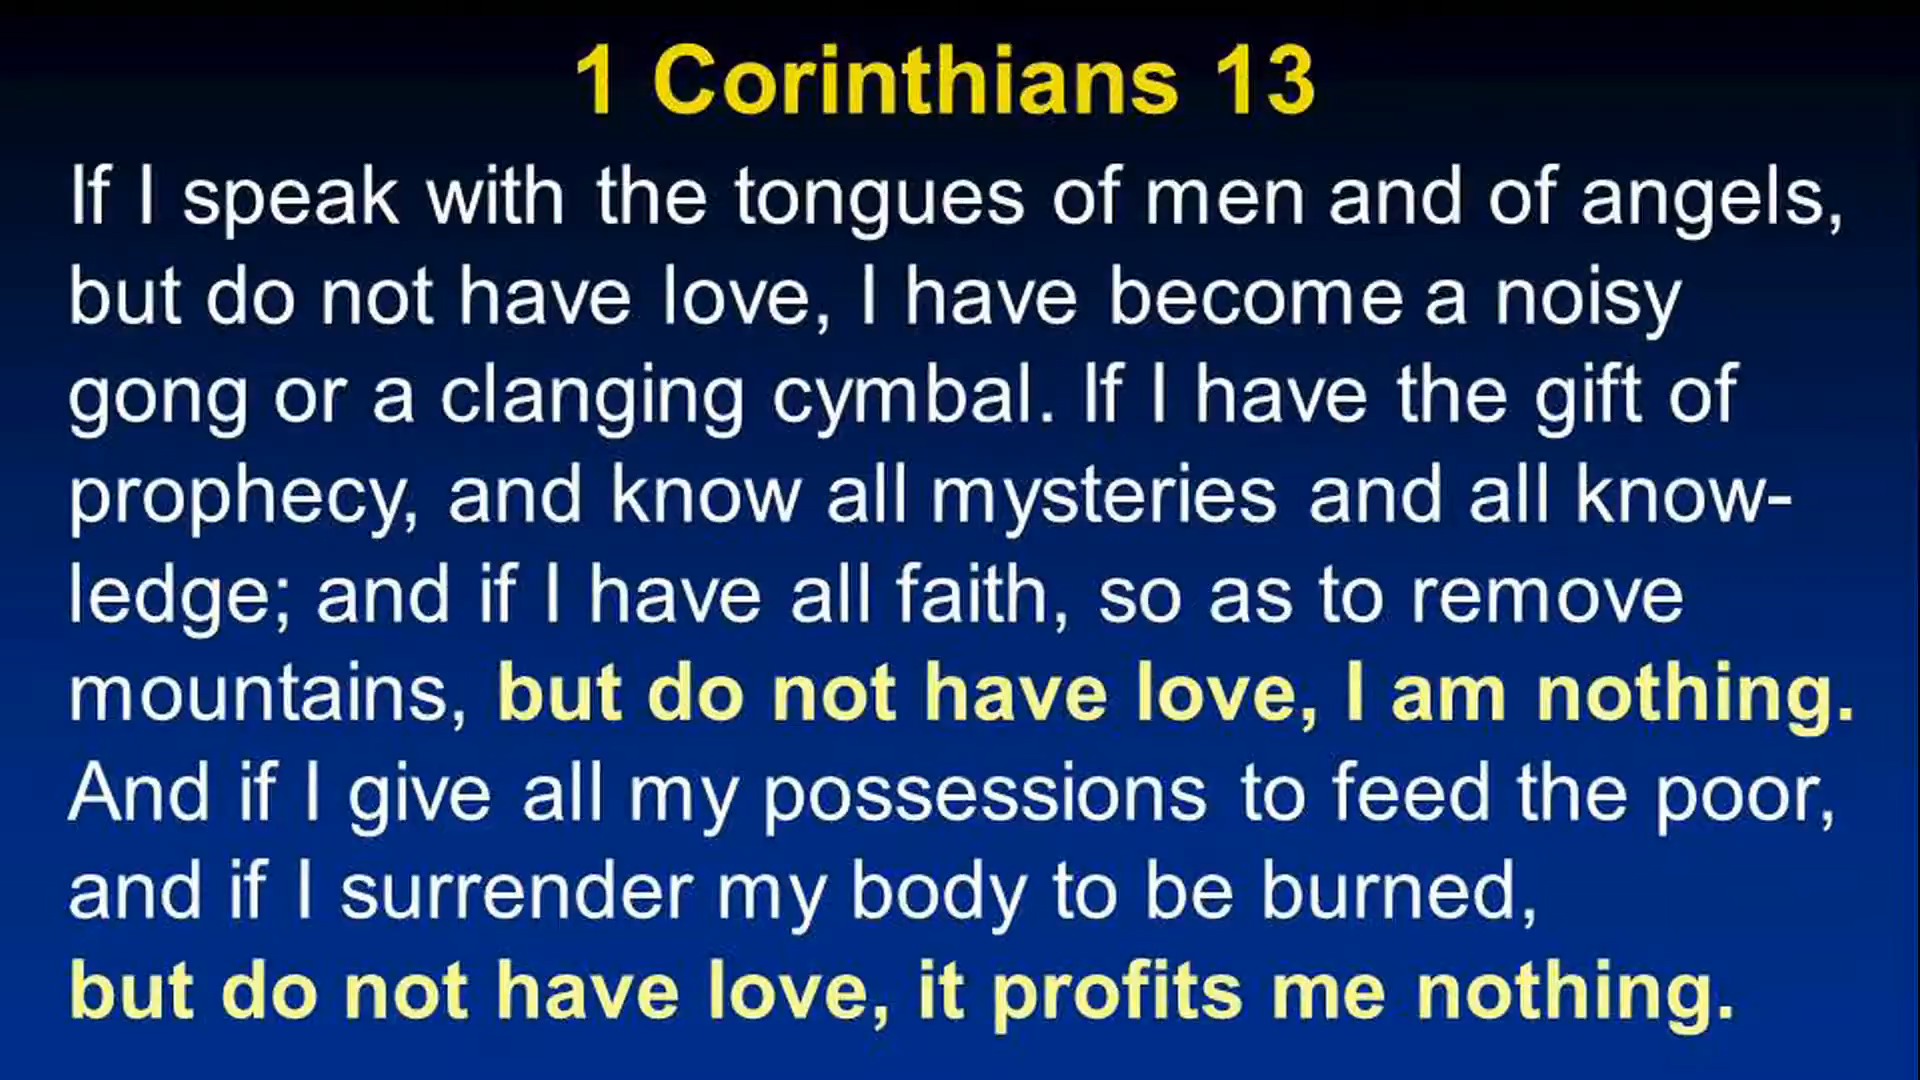 1 Corinthians 13
If I speak with the tongues of men and of angels,
but do not have love, I have become a noisy
gong or a clanging cymbal. If I have the gift of
prophecy, and know all mysteries and all know-
ledge; and if I have all faith, so as to remove
mountains, but do not have love, I am nothing.
And if I give all my possessions to feed the poor,
and if I surrender my body to be burned,
but do not have love, it profits me nothing.